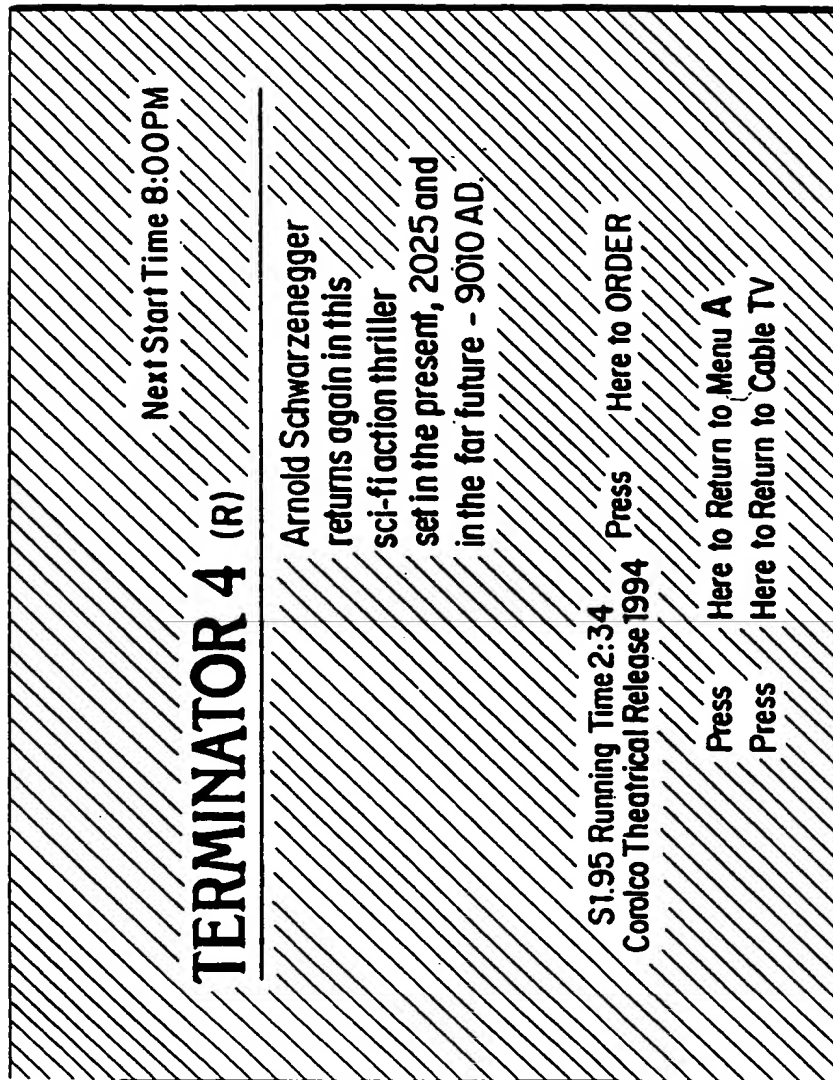 Next Start Time 8:00PM
TERMINATOR 4 (R)
Arnold Schwarzenegger
returns again in this
sci-fi action thriller
set in the present, 2025 and
in the far future - 9010 AD.
$1.95 Running Time 2:34
Corolco Theatrical Release 1994
Press Here to ORDER
Press Here to Return to Menu A
Press Here to Return to Cable TV